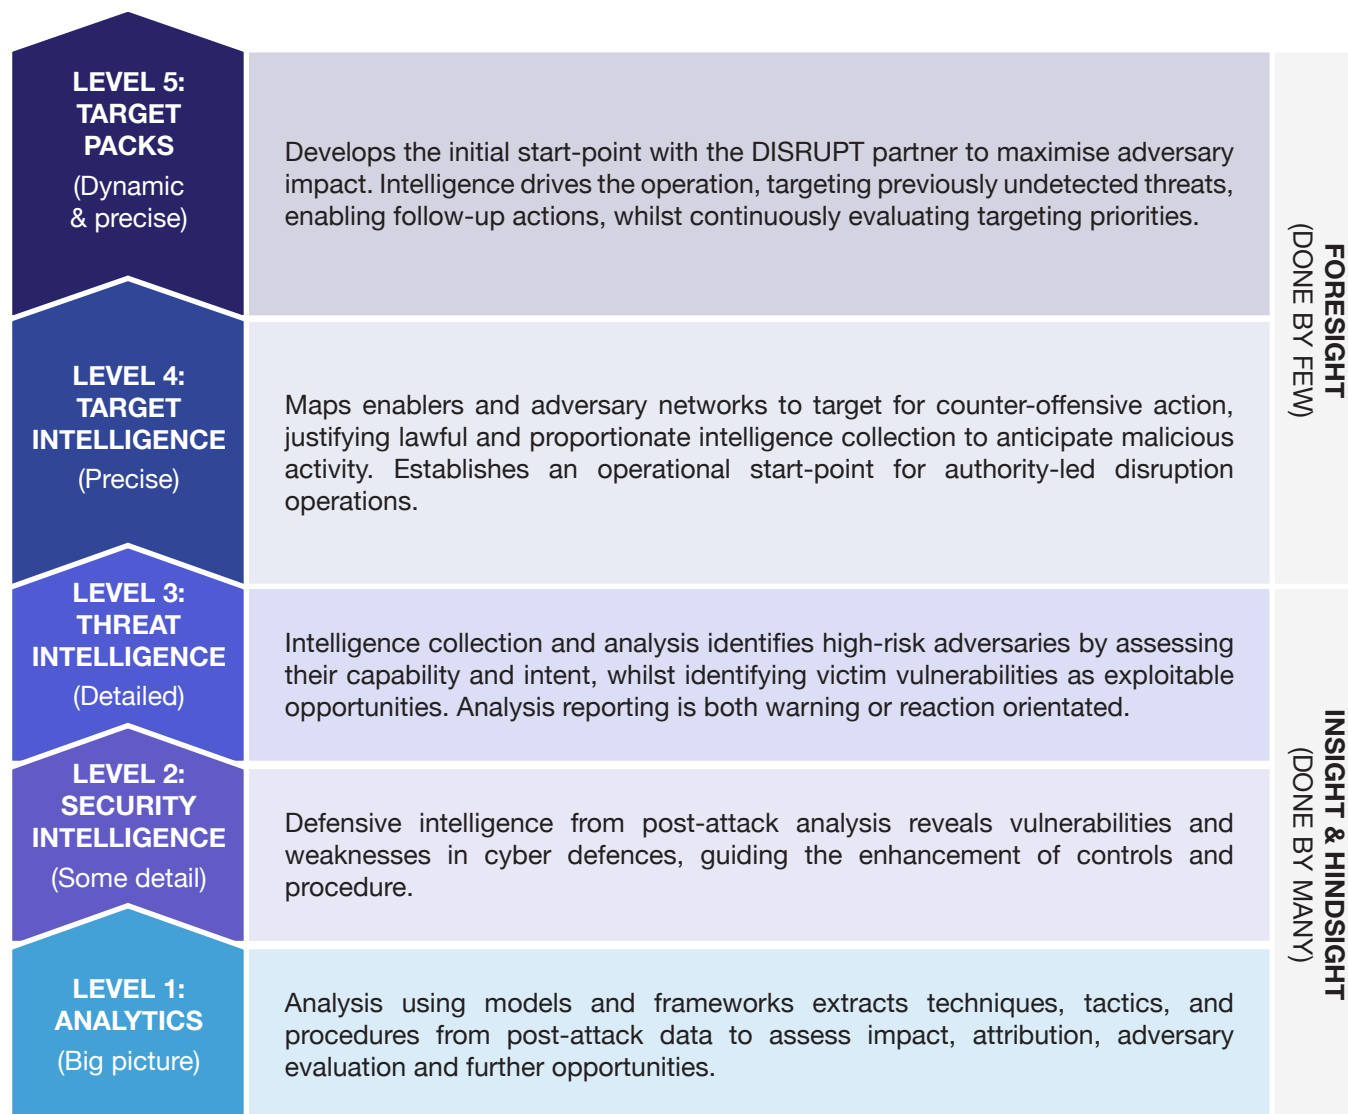 LEVEL 5:
TARGET
PACKS
(Dynamic
& precise)
Develops the initial start-point with the DISRUPT partner to maximise adversary
impact. Intelligence drives the operation, targeting previously undetected threats,
enabling follow-up actions, whilst continuously evaluating targeting priorities.
LEVEL 4:
TARGET
INTELLIGENCE
(Precise)
Maps enablers and adversary networks to target for counter-offensive action,
justifying lawful and proportionate intelligence collection to anticipate malicious
activity. Establishes an operational start-point for authority-led disruption
operations.
FORESIGHT
(DONE BY FEW)
LEVEL 3:
THREAT
INTELLIGENCE
(Detailed)
Intelligence collection and analysis identifies high-risk adversaries by assessing
their capability and intent, whilst identifying victim vulnerabilities as exploitable
opportunities. Analysis reporting is both warning or reaction orientated.
LEVEL 2:
SECURITY
INTELLIGENCE
(Some detail)
Defensive intelligence from post-attack analysis reveals vulnerabilities and
weaknesses in cyber defences, guiding the enhancement of controls and
procedure.
LEVEL 1:
ANALYTICS
(Big picture)
Analysis using models and frameworks extracts techniques, tactics, and
procedures from post-attack data to assess impact, attribution, adversary
evaluation and further opportunities.
INSIGHT & HINDSIGHT
(DONE BY MANY)